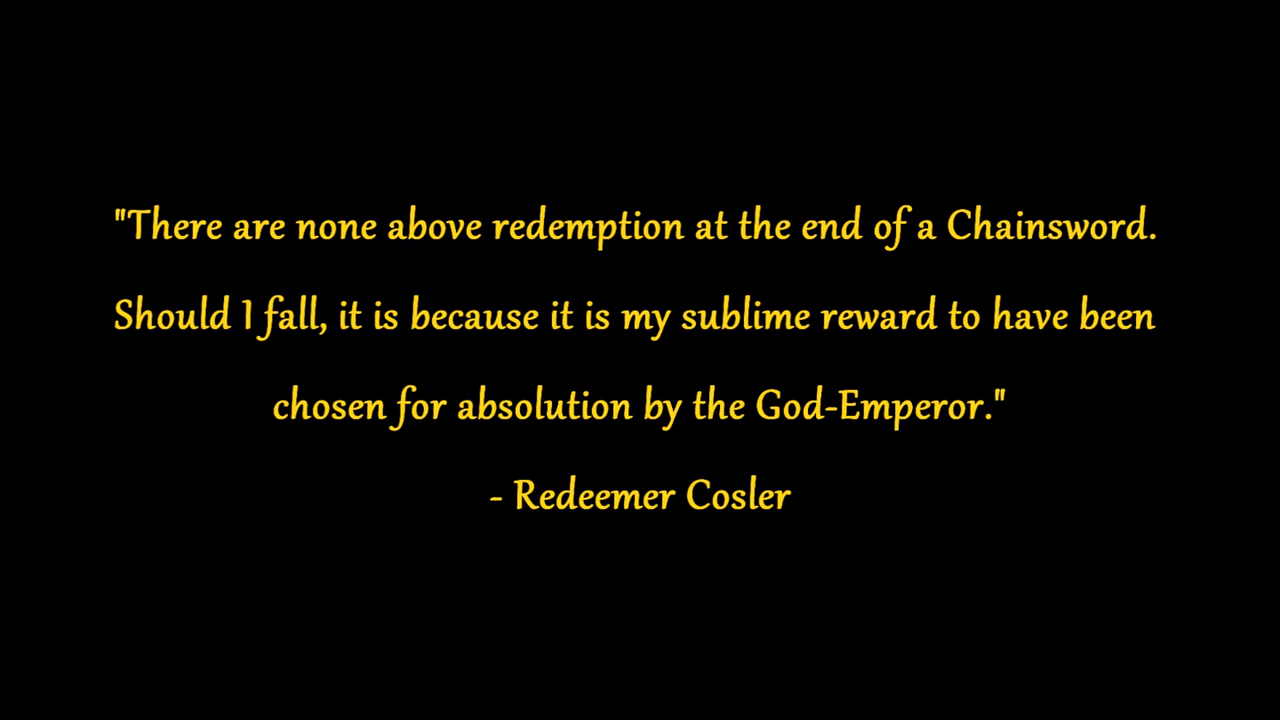 "There are none above redemption at the end of a Chainsword.
Should I fall, it is because it is my sublime reward to have been
chosen for absolution by the God-Emperor."
- Redeemer Cosler